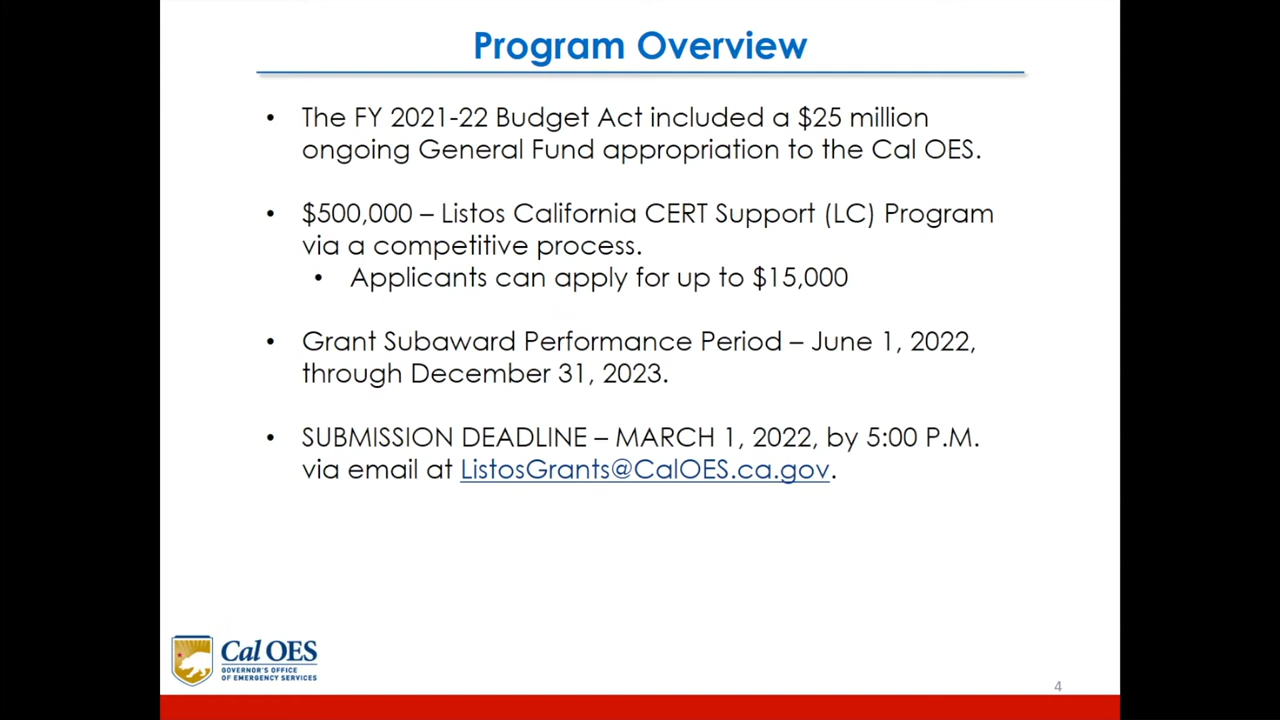 Program Overview
• The FY 2021-22 Budget Act included a $25 million
ongoing General Fund appropriation to the Cal OES.
• $500,000 – Listos California CERT Support (LC) Program
via a competitive process.
• Applicants can apply for up to $15,000
• Grant Subaward Performance Period – June 1, 2022,
through December 31, 2023.
• SUBMISSION DEADLINE – MARCH 1, 2022, by 5:00 P.M.
via email at ListosGrants@CalOES.ca.gov.
Cal OES
GOVERNOR'S OFFICE
OF EMERGENCY SERVICES
4